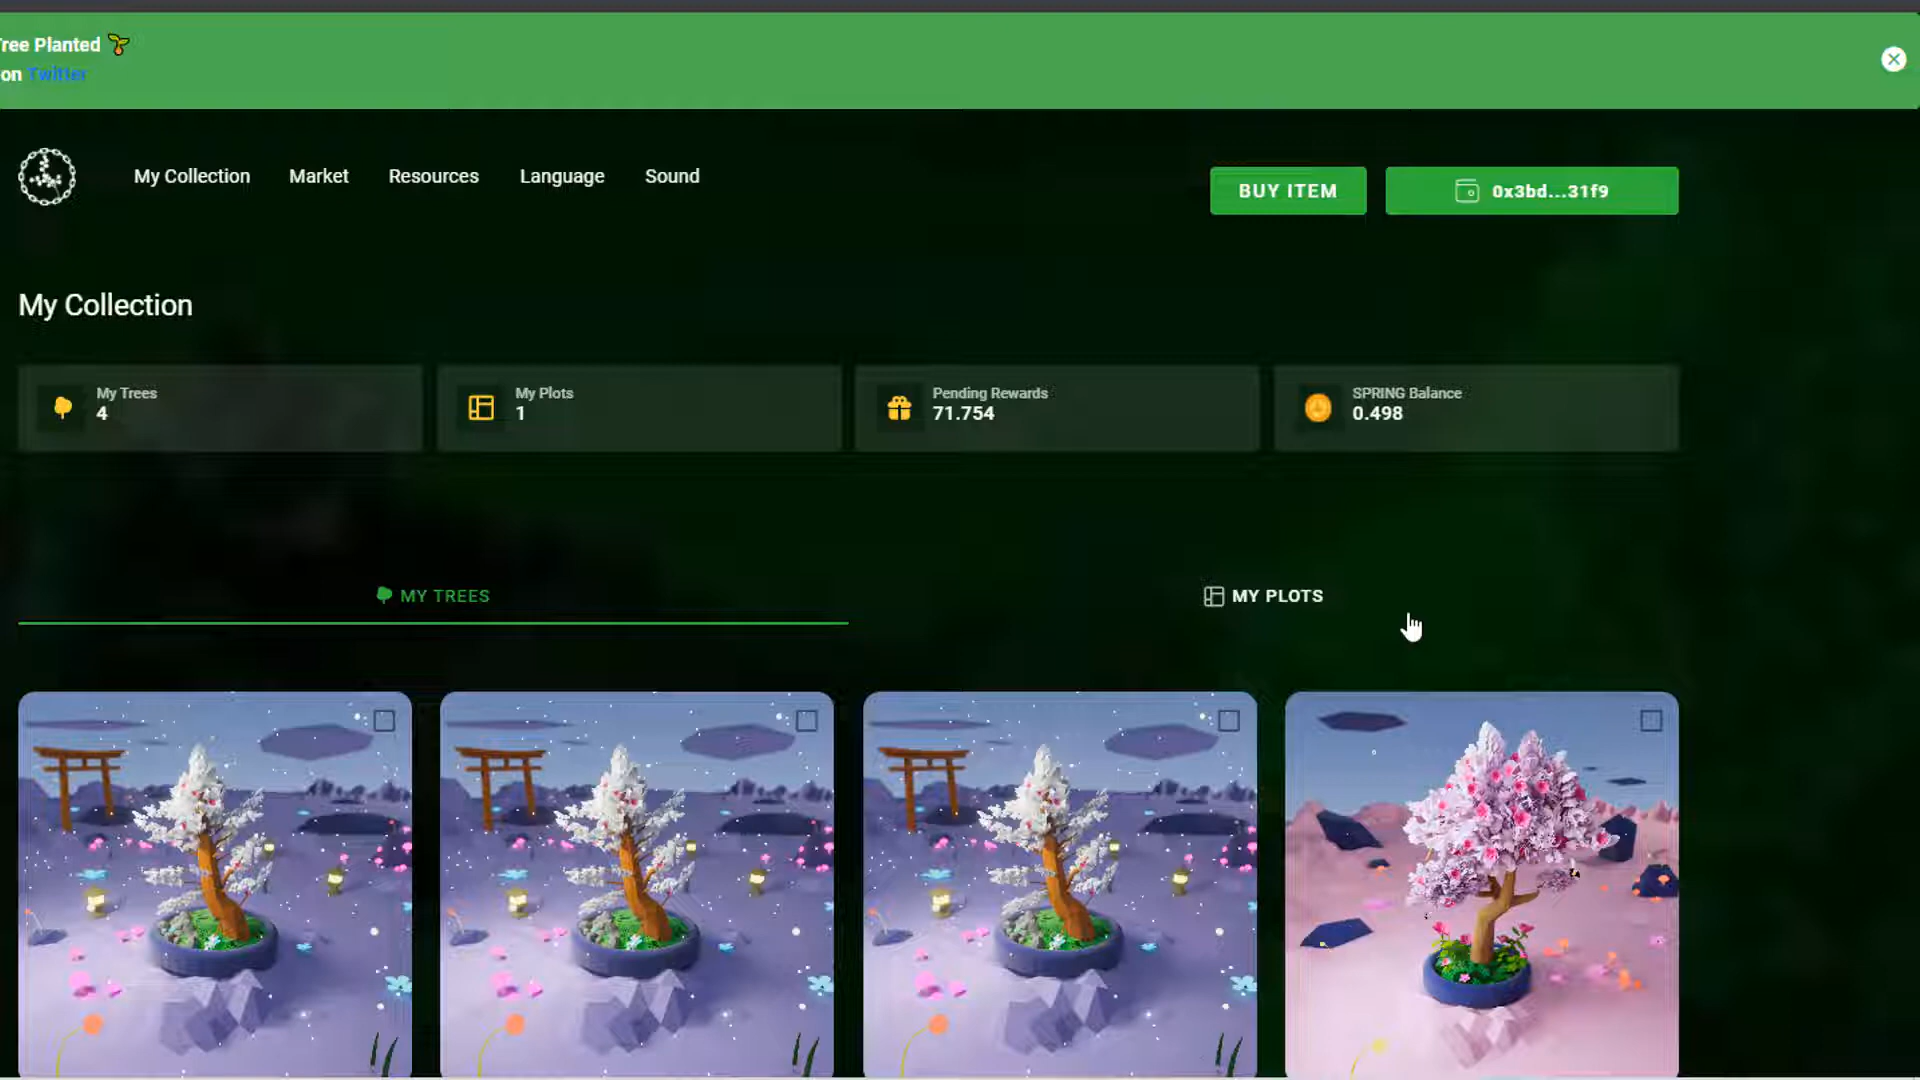 ree Planted
on Twitter
My Collection
Market
Resources
Language
Sound
BUY ITEM
0x3bd...31f9
My Collection
My Trees
4
My Plots
1
Pending Rewards
71.754
SPRING Balance
0.498
MY TREES
MY PLOTS